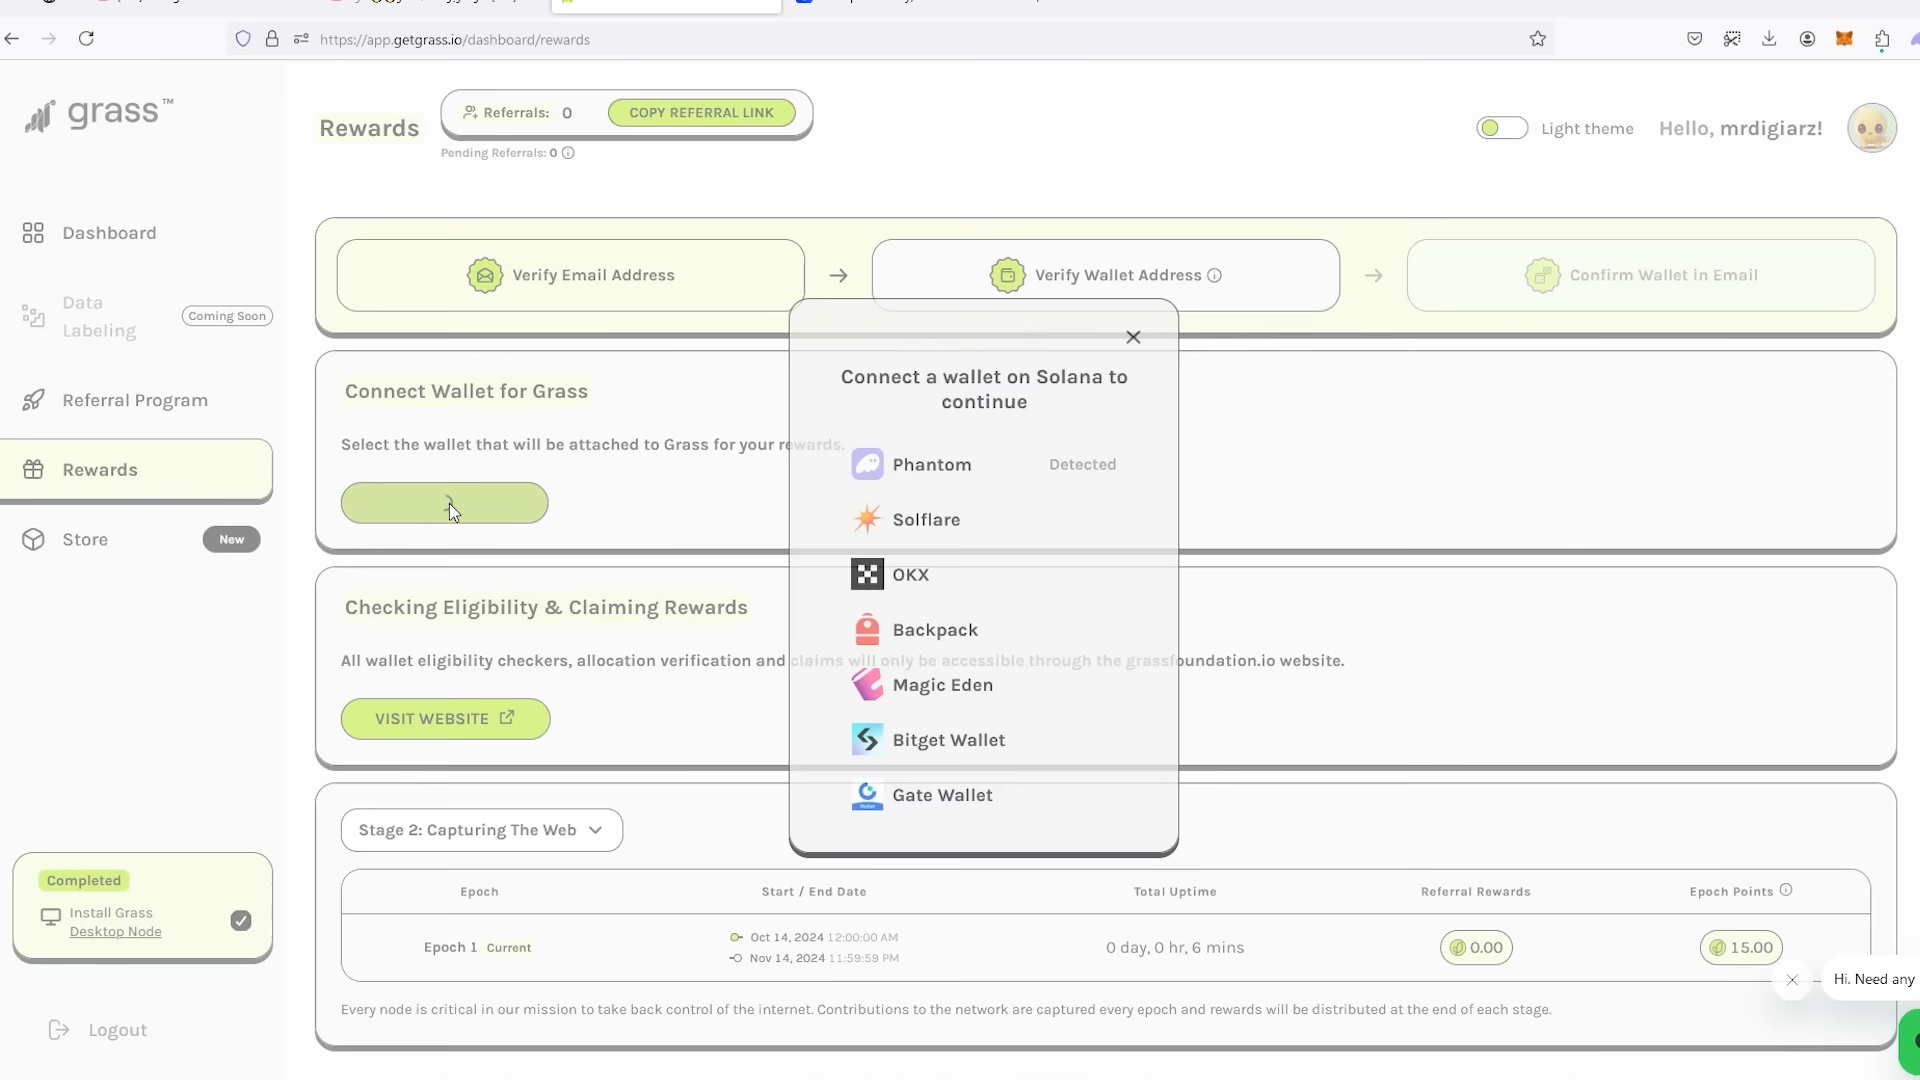 https://app.getgrass.io/dashboard/rewards
grass™
Rewards
Referrals: 0
COPY REFERRAL LINK
Pending Referrals: 0
Light theme
Hello, mrdigiarz!
Dashboard
Data Labeling
Coming Soon
Referral Program
Rewards
Store
New
Verify Email Address
Verify Wallet Address
Confirm Wallet in Email
Connect Wallet for Grass
Select the wallet that will be attached to Grass for your rewards.
Connect a wallet on Solana to
continue
Phantom
Detected
Solflare
OKX
Backpack
Magic Eden
Bitget Wallet
Gate Wallet
Checking Eligibility & Claiming Rewards
All wallet eligibility checkers, allocation verification and claims will only be accessible through the grassfoundation.io website.
VISIT WEBSITE
Stage 2: Capturing The Web
Epoch
Start / End Date
Total Uptime
Referral Rewards
Epoch Points
Epoch 1 Current
Oct 14, 2024 12:00:00 AM
Nov 14, 2024 11:59:59 PM
0 day, 0 hr, 6 mins
0.00
15.00
Every node is critical in our mission to take back control of the internet. Contributions to the network are captured every epoch and rewards will be distributed at the end of each stage.
Completed
Install Grass
Desktop Node
Logout
Hi. Need any